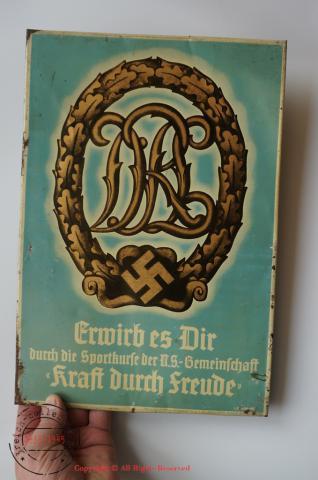 DRL
Erwirb es Dir
durch die Sportkurse der N.S.-Gemeinschaft
„Kraft durch Freude“
Copyright © All Rights Reserved